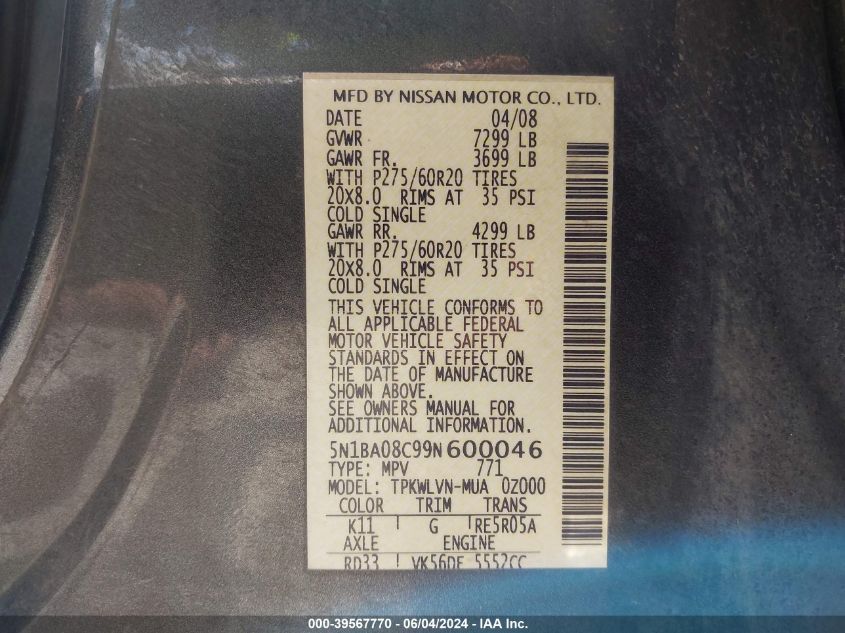 MFD BY NISSAN MOTOR CO., LTD.
DATE 04/08
GVWR 7299 LB
GAWR FR. 3699 LB
WITH P275/60R20 TIRES
20X8.0 RIMS AT 35 PSI
COLD SINGLE
GAWR RR. 4299 LB
WITH P275/60R20 TIRES
20X8.0 RIMS AT 35 PSI
COLD SINGLE
THIS VEHICLE CONFORMS TO
ALL APPLICABLE FEDERAL
MOTOR VEHICLE SAFETY
STANDARDS IN EFFECT ON
THE DATE OF MANUFACTURE
SHOWN ABOVE.
SEE OWNERS MANUAL FOR
ADDITIONAL INFORMATION.
5N1BA08C99N600046
TYPE: MPV 771
MODEL: TPKWLVN-MUA 0Z000
COLOR TRIM TRANS
K11 G RE5R05A
AXLE ENGINE
RD33 VK56DE 5552CC
000-39567770 - 06/04/2024 - IAA Inc.